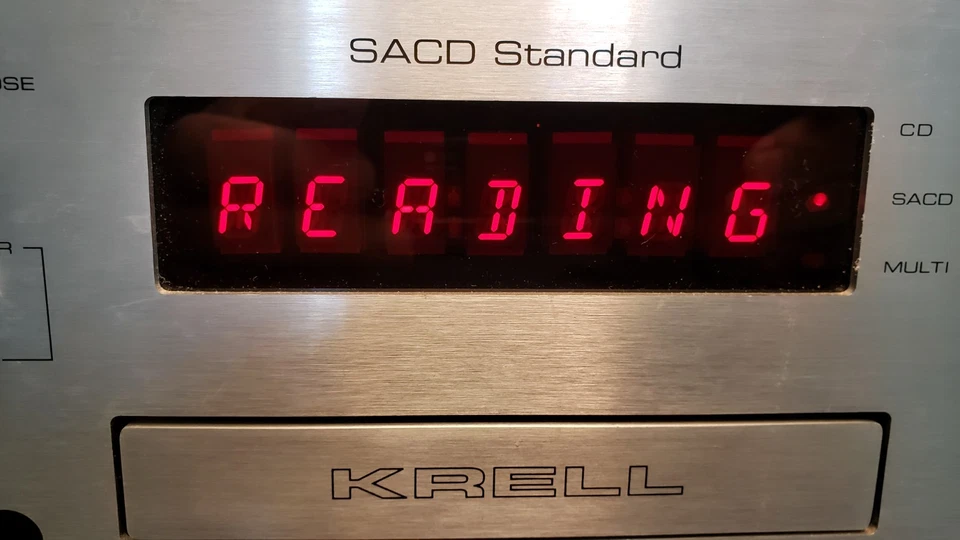 SACD Standard
CD
READING
SACD
MULTI
KRELL